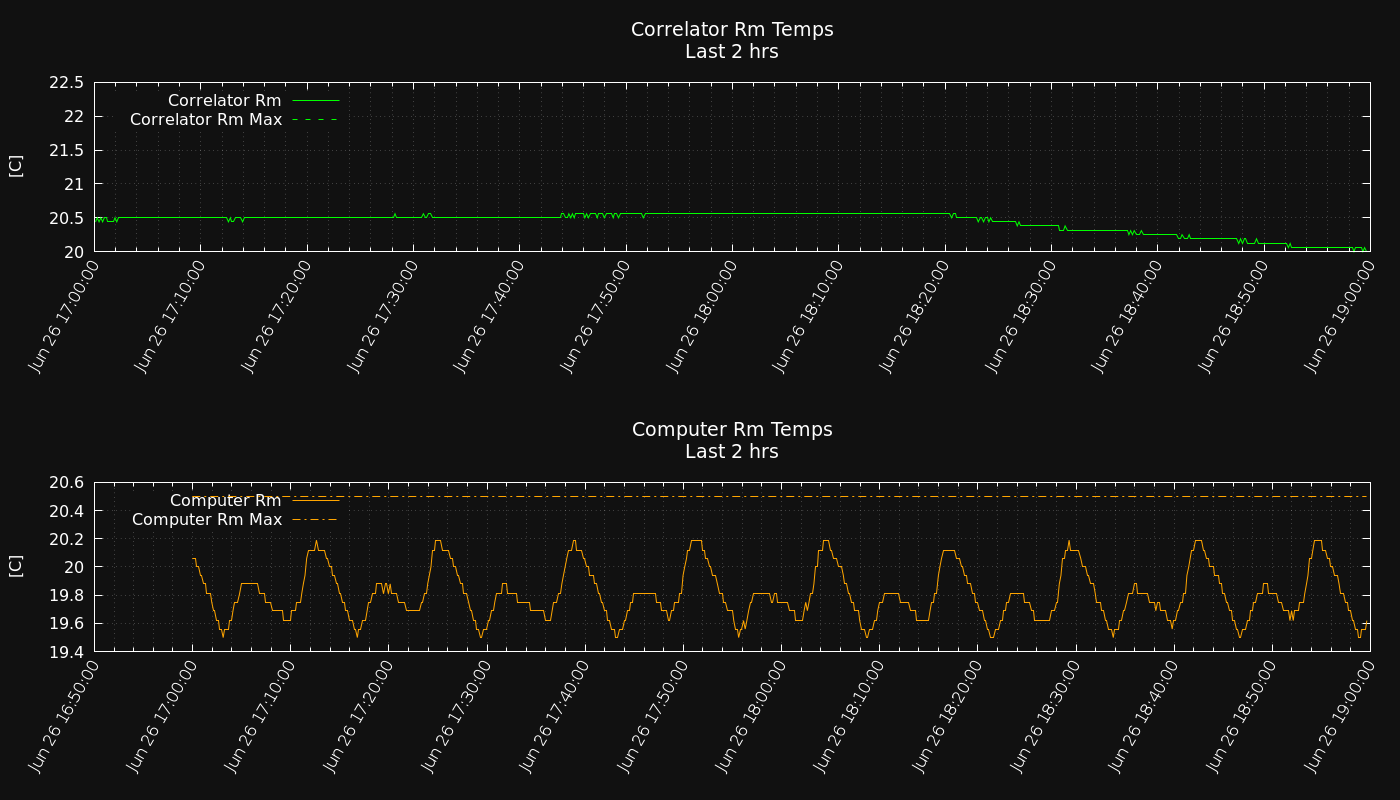 Correlator Rm Temps
Last 2 hrs
[C]
22.5
22
21.5
21
20.5
20
Correlator Rm
Correlator Rm Max
Jun 26 17:00:00
Jun 26 17:10:00
Jun 26 17:20:00
Jun 26 17:30:00
Jun 26 17:40:00
Jun 26 17:50:00
Jun 26 18:00:00
Jun 26 18:10:00
Jun 26 18:20:00
Jun 26 18:30:00
Jun 26 18:40:00
Jun 26 18:50:00
Jun 26 19:00:00
Computer Rm Temps
Last 2 hrs
[C]
20.6
20.4
20.2
20
19.8
19.6
19.4
Computer Rm
Computer Rm Max
Jun 26 16:50:00
Jun 26 17:00:00
Jun 26 17:10:00
Jun 26 17:20:00
Jun 26 17:30:00
Jun 26 17:40:00
Jun 26 17:50:00
Jun 26 18:00:00
Jun 26 18:10:00
Jun 26 18:20:00
Jun 26 18:30:00
Jun 26 18:40:00
Jun 26 18:50:00
Jun 26 19:00:00